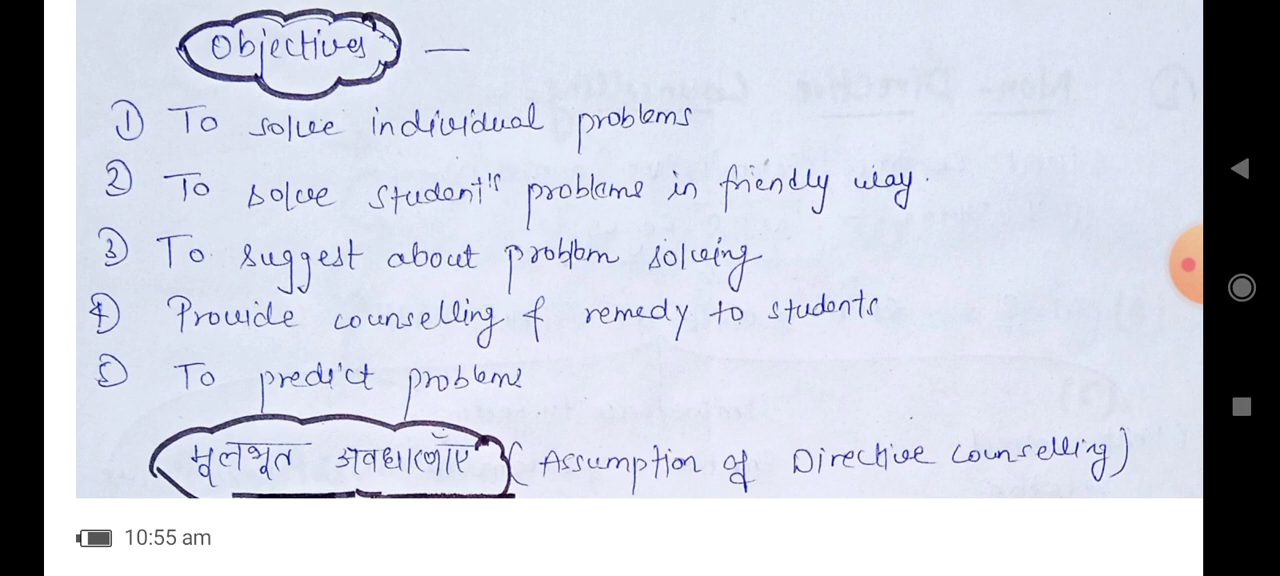 Objectives —
① To solve individual problems
② To solve student's problems in friendly way.
③ To suggest about problem solving
④ Provide counselling & remedy to students
⑤ To predict problems
मूलभूत अवधारणाएँ (Assumption of Directive counselling)
10:55 am